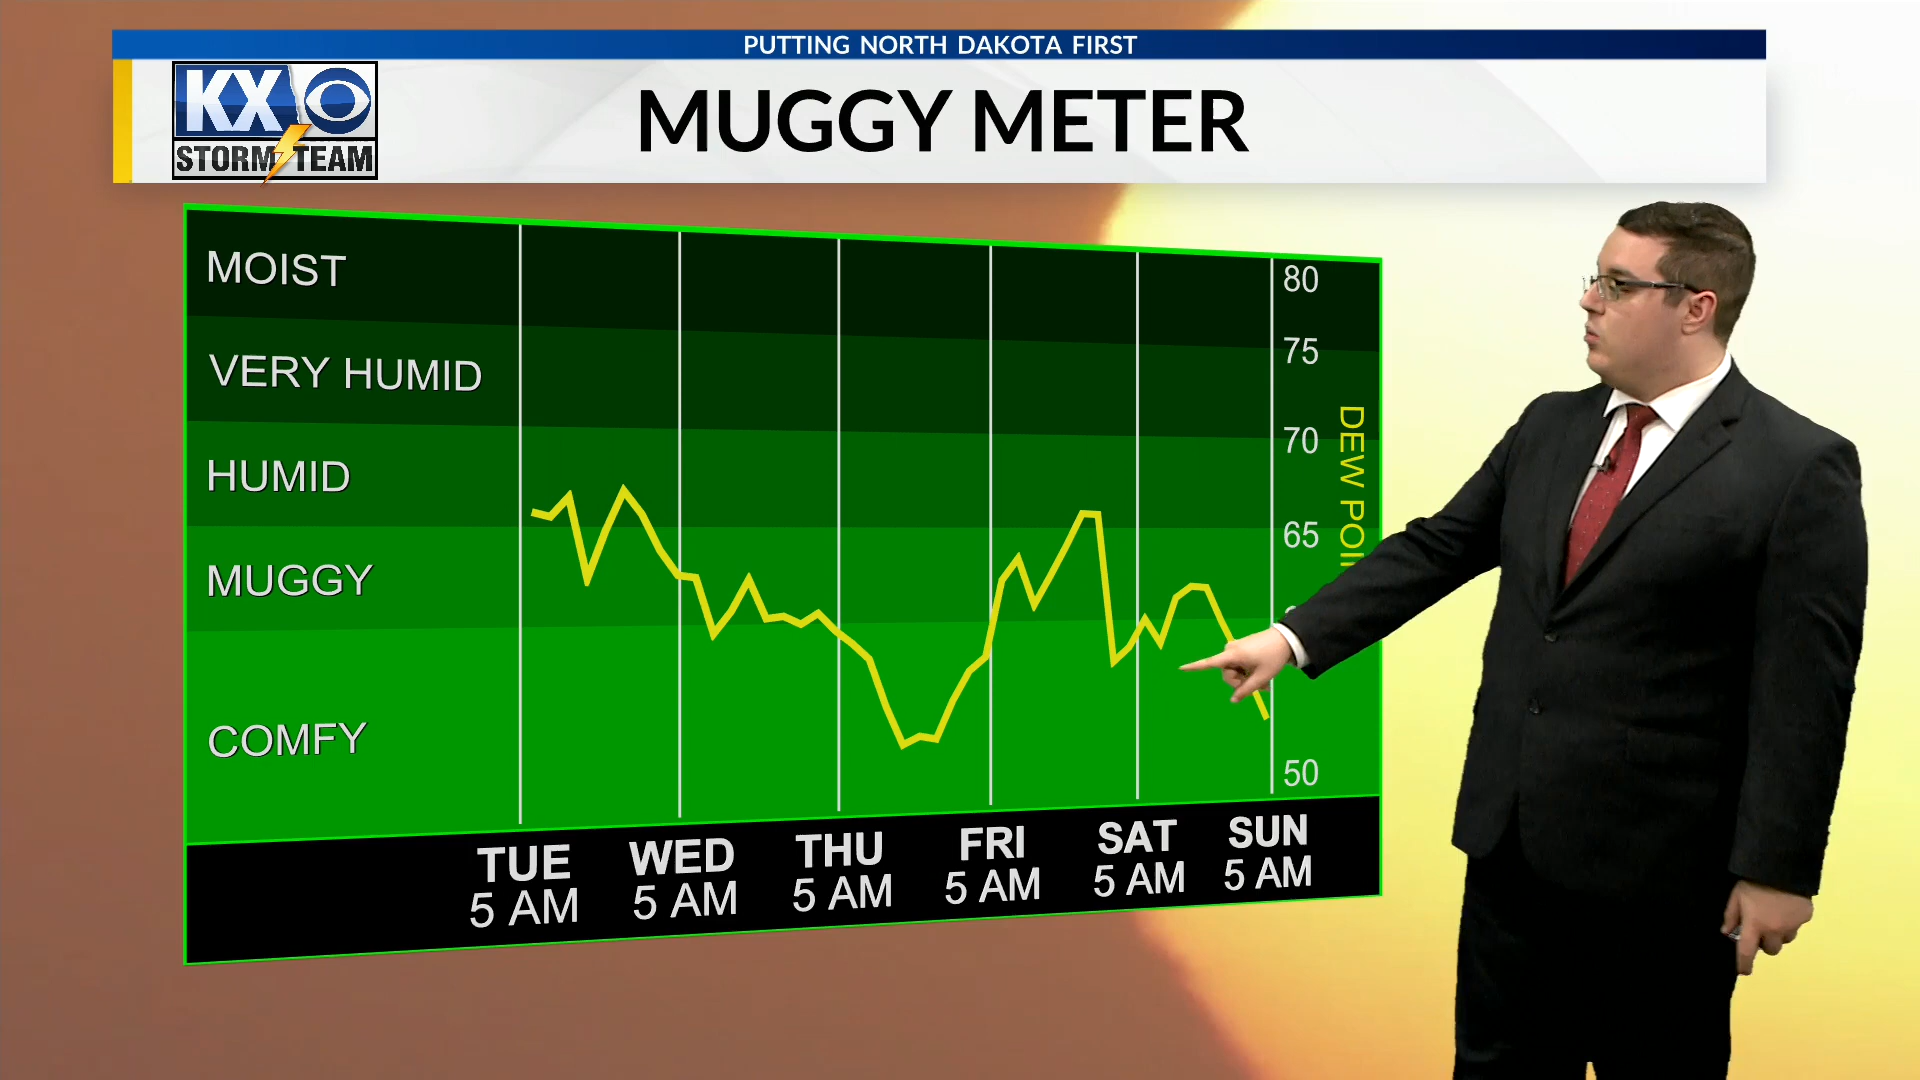 PUTTING NORTH DAKOTA FIRST
KX
STORM TEAM
MUGGY METER
MOIST
VERY HUMID
HUMID
MUGGY
COMFY
80
75
70
65
50
DEW POI
TUE
5 AM
WED
5 AM
THU
5 AM
FRI
5 AM
SAT
5 AM
SUN
5 AM